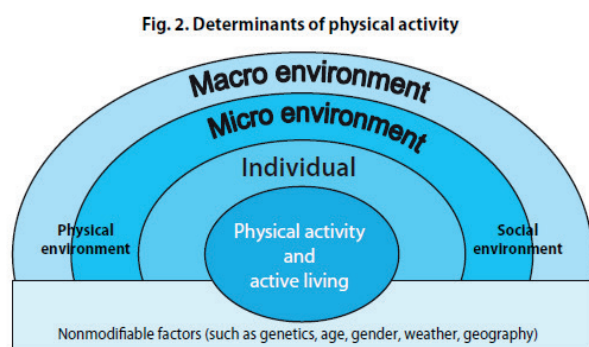 Fig. 2. Determinants of physical activity
Macro environment
Micro environment
Individual
Physical
environment
Physical activity
and
active living
Social
environment
Nonmodifiable factors (such as genetics, age, gender, weather, geography)